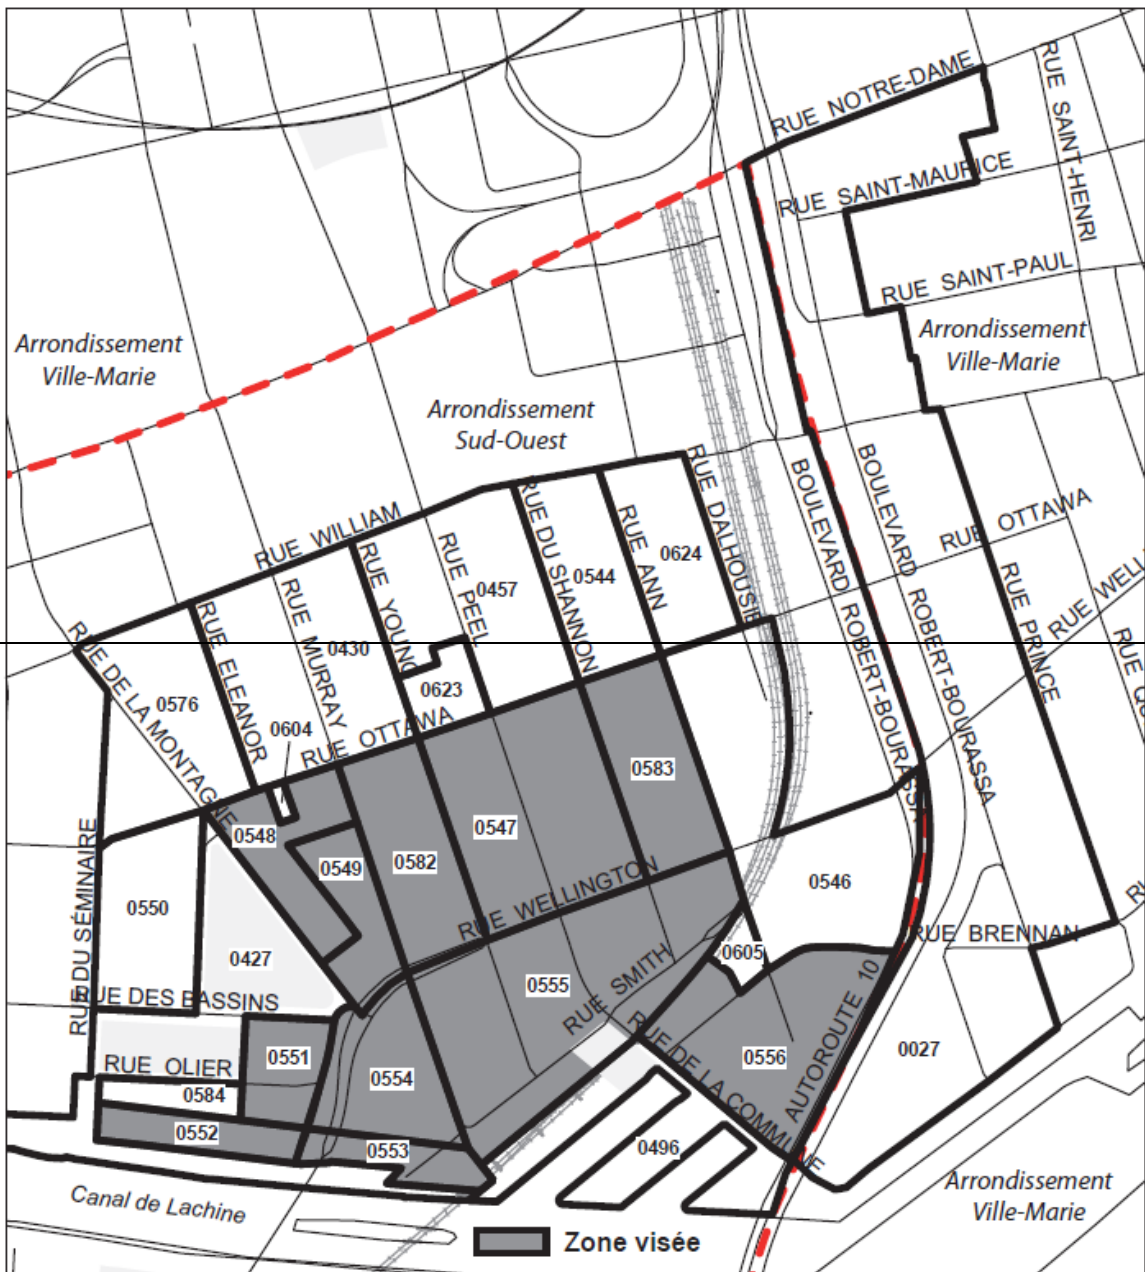 RUE NOTRE-DAME
RUE SAINT-HENRI
RUE SAINT-MAURICE
RUE SAINT-PAUL
Arrondissement
Ville-Marie
Arrondissement
Ville-Marie
Arrondissement
Sud-Ouest
RUE WILLIAM
RUE DU SHANNON
RUE ANN
RUE DALHOUSIE
BOULEVARD ROBERT-BOURASSA
BOULEVARD ROBERT-BOURASSA
RUE OTTAWA
RUE PRINCE
RUE WELL
RUE QU
RUE DE LA MONTAGNE
RUE ELEANOR
RUE MURRAY
RUE YOUNG
RUE PEEL
0457
0544
0624
0430
0576
0604
0623
RUE OTTAWA
0583
0547
0548
0549
0582
0546
RUE WELLINGTON
RUE DU SÉMINAIRE
0550
0427
0605
RUE BRENNAN
RU
RUE DES BASSINS
0555
RUE SMITH
AUTOROUTE 10
0551
0556
0027
RUE OLIER
0554
RUE DE LA COMMUNE
0584
0552
0553
0496
Canal de Lachine
Arrondissement
Ville-Marie
Zone visée